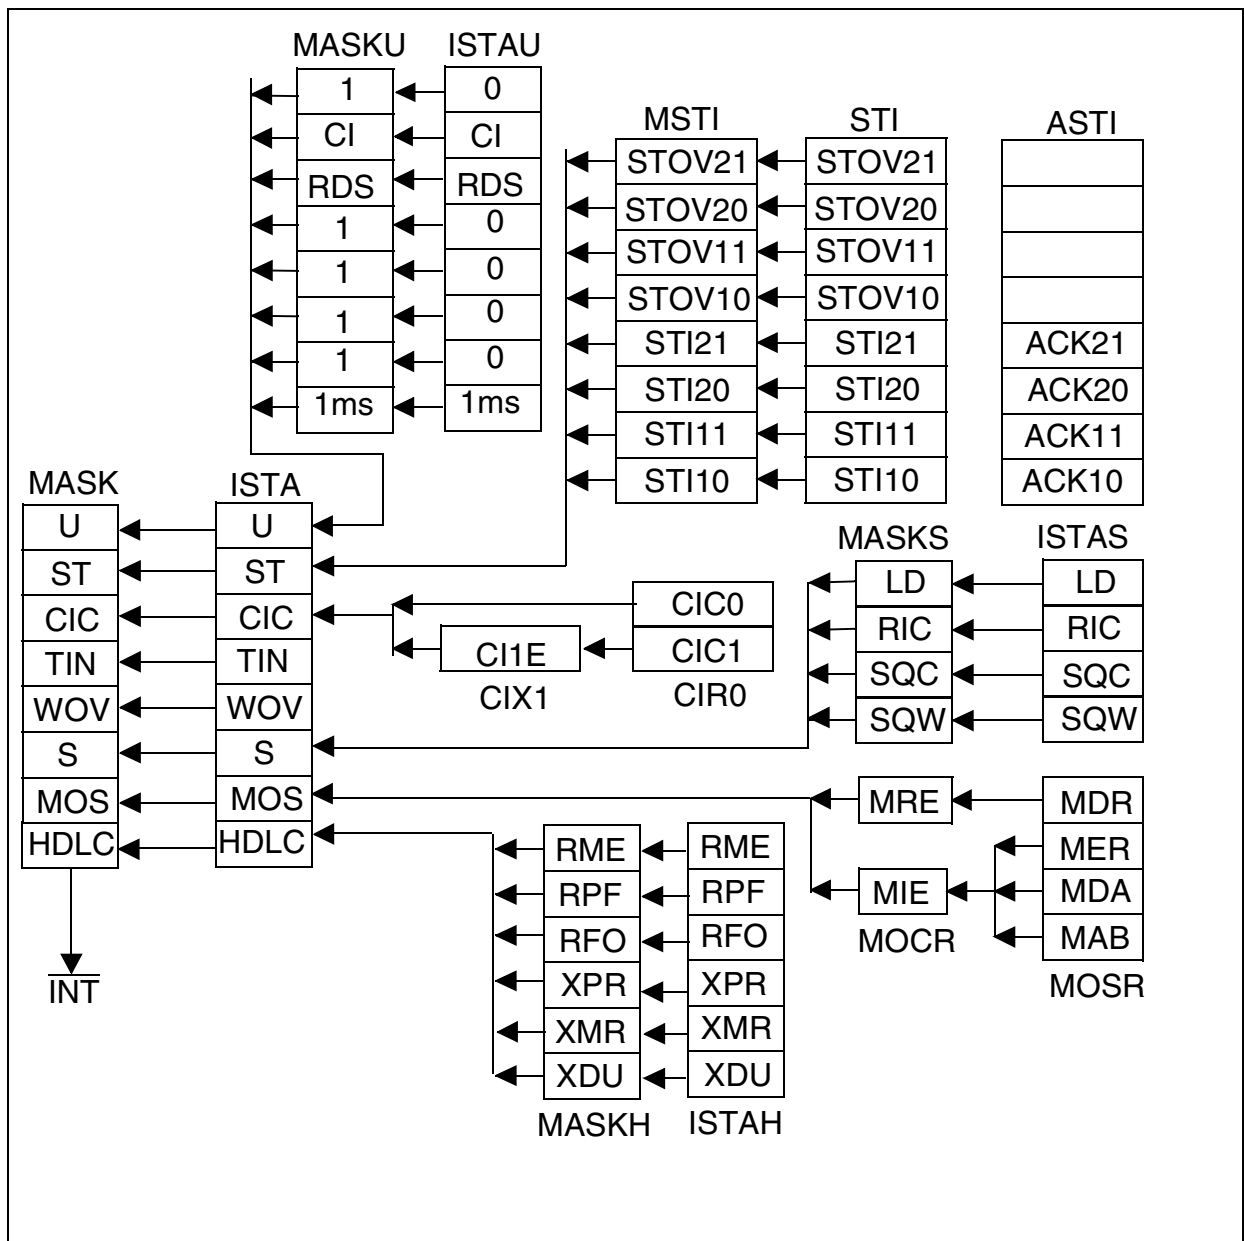 MASKU ISTAU
1 0
CI CI
RDS RDS
1 0
1 0
1 0
1 0
1ms 1ms
MSTI STI ASTI
STOV21 STOV21
STOV20 STOV20
STOV11 STOV11
STOV10 STOV10
STI21 STI21 ACK21
STI20 STI20 ACK20
STI11 STI11 ACK11
STI10 STI10 ACK10
MASK ISTA
U U
ST ST
CIC CIC
TIN TIN
WOV WOV
S S
MOS MOS
HDLC HDLC
INT
CIC0
CI1E CIC1
CIX1 CIR0
MASKS ISTAS
LD LD
RIC RIC
SQC SQC
SQW SQW
MRE MDR
MER
MIE MDA
MAB
MOCR MOSR
RME RME
RPF RPF
RFO RFO
XPR XPR
XMR XMR
XDU XDU
MASKH ISTAH